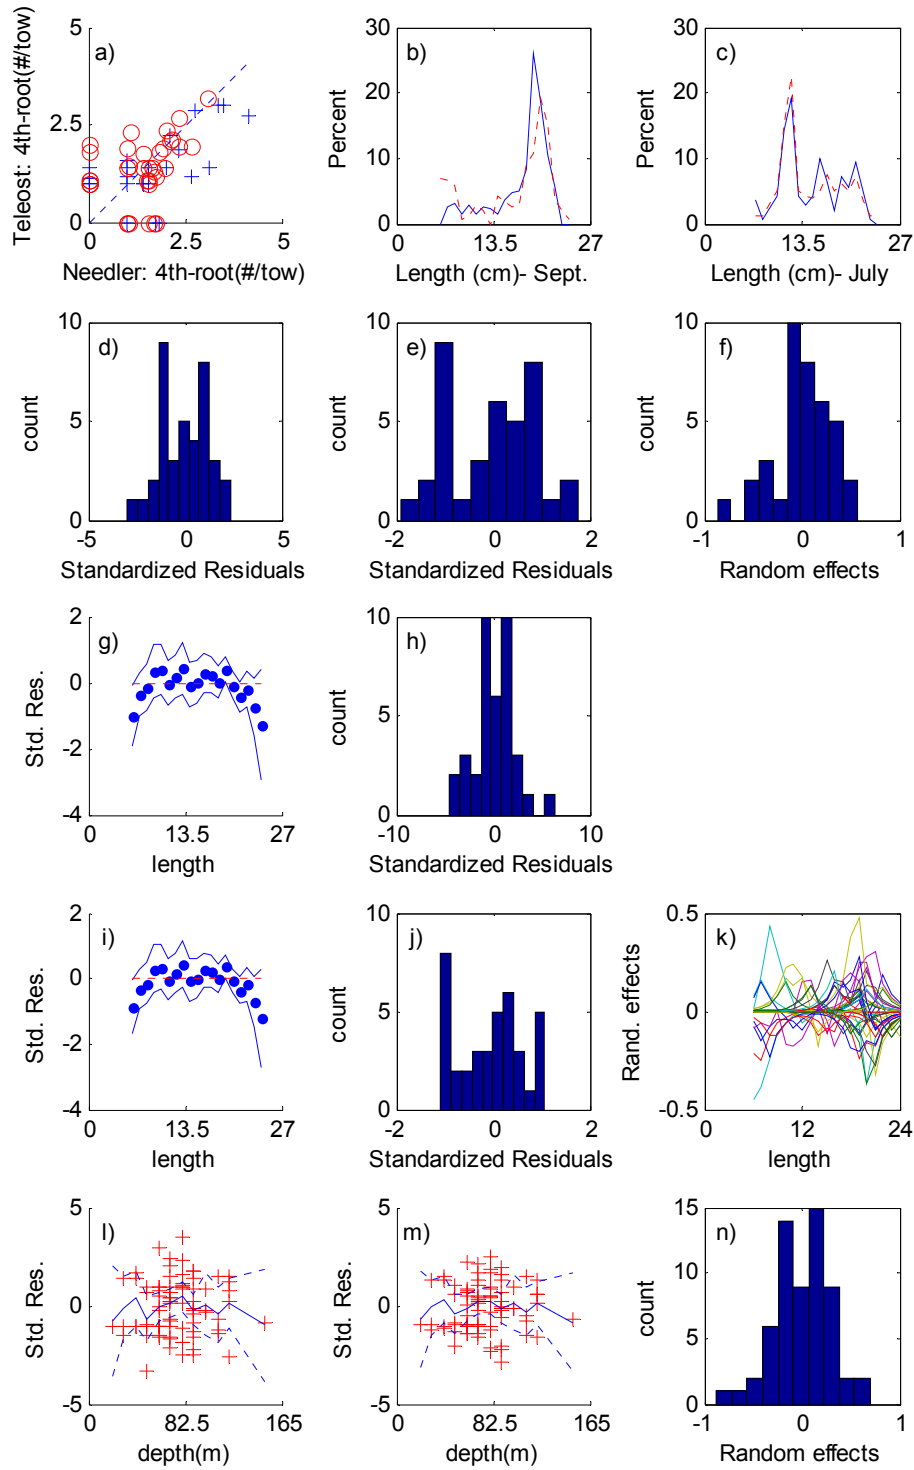 a)
Teleost: 4th-root(#/tow)
5
2.5
0
0 2.5 5
Needler: 4th-root(#/tow)
b)
Percent
30
20
10
0
0 13.5 27
Length (cm)- Sept.
c)
Percent
30
20
10
0
0 13.5 27
Length (cm)- July
d)
count
10
5
0
-5 0 5
Standardized Residuals
e)
count
10
5
0
-2 0 2
Standardized Residuals
f)
count
10
5
0
-1 0 1
Random effects
g)
Std. Res.
2
0
-2
-4
0 13.5 27
length
h)
count
10
5
0
-10 0 10
Standardized Residuals
i)
Std. Res.
2
0
-2
-4
0 13.5 27
length
j)
count
10
5
0
-2 0 2
Standardized Residuals
k)
Rand. effects
0.5
0
-0.5
0 12 24
length
l)
Std. Res.
5
0
-5
0 82.5 165
depth(m)
m)
Std. Res.
5
0
-5
0 82.5 165
depth(m)
n)
count
15
10
5
0
-1 0 1
Random effects